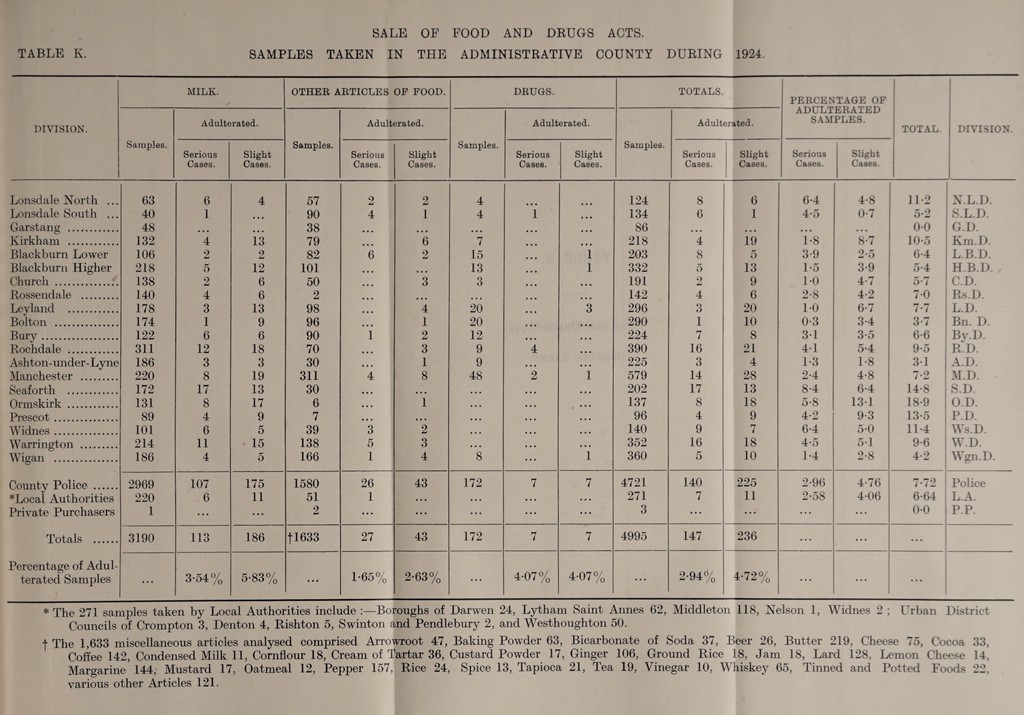 SALE OF FOOD AND DRUGS ACTS.
TABLE K. SAMPLES TAKEN IN THE ADMINISTRATIVE COUNTY DURING 1924.
DIVISION. MILK. OTHER ARTICLES OF FOOD. DRUGS. TOTALS. PERCENTAGE OF ADULTERATED SAMPLES. TOTAL. DIVISION.
Samples. Adulterated. Samples. Adulterated. Samples. Adulterated. Samples. Adulterated.
Serious Cases. Slight Cases. Serious Cases. Slight Cases. Serious Cases. Slight Cases. Serious Cases. Slight Cases. Serious Cases. Slight Cases.
Lonsdale North ... 63 6 4 57 2 2 4 ... ... 124 8 6 6·4 4·8 11·2 N.L.D.
Lonsdale South ... 40 1 ... 90 4 1 4 1 ... 134 6 1 4·5 0·7 5·2 S.L.D.
Garstang ............ 48 ... ... 38 ... ... ... ... ... 86 ... ... ... ... 0·0 G.D.
Kirkham ............ 132 4 13 79 ... 6 7 ... ... 218 4 19 1·8 8·7 10·5 Km.D.
Blackburn Lower 106 2 2 82 6 2 15 ... 1 203 8 5 3·9 2·5 6·4 L.B.D.
Blackburn Higher 218 5 12 101 ... ... 13 ... 1 332 5 13 1·5 3·9 5·4 H.B.D.
Church ............... 138 2 6 50 ... 3 3 ... ... 191 2 9 1·0 4·7 5·7 C.D.
Rossendale ......... 140 4 6 2 ... ... ... ... ... 142 4 6 2·8 4·2 7·0 Rs.D.
Leyland ............ 178 3 13 98 ... 4 20 ... 3 296 3 20 1·0 6·7 7·7 L.D.
Bolton ............... 174 1 9 96 ... 1 20 ... ... 290 1 10 0·3 3·4 3·7 Bn. D.
Bury .................. 122 6 6 90 1 2 12 ... ... 224 7 8 3·1 3·5 6·6 By.D.
Rochdale ............ 311 12 18 70 ... 3 9 4 ... 390 16 21 4·1 5·4 9·5 R.D.
Ashton-under-Lyne 186 3 3 30 ... 1 9 ... ... 225 3 4 1·3 1·8 3·1 A.D.
Manchester ......... 220 8 19 311 4 8 48 2 1 579 14 28 2·4 4·8 7·2 M.D.
Seaforth ............ 172 17 13 30 ... ... ... ... ... 202 17 13 8·4 6·4 14·8 S.D.
Ormskirk ............ 131 8 17 6 ... 1 ... ... ... 137 8 18 5·8 13·1 18·9 O.D.
Prescot ............... 89 4 9 7 ... ... ... ... ... 96 4 9 4·2 9·3 13·5 P.D.
Widnes ............... 101 6 5 39 3 2 ... ... ... 140 9 7 6·4 5·0 11·4 Ws.D.
Warrington ......... 214 11 15 138 5 3 ... ... ... 352 16 18 4·5 5·1 9·6 W.D.
Wigan ............... 186 4 5 166 1 4 8 ... 1 360 5 10 1·4 2·8 4·2 Wgn.D.
County Police ...... 2969 107 175 1580 26 43 172 7 7 4721 140 225 2·96 4·76 7·72 Police
*Local Authorities 220 6 11 51 1 ... ... ... ... 271 7 11 2·58 4·06 6·64 L.A.
Private Purchasers 1 ... ... 2 ... ... ... ... ... 3 ... ... ... ... 0·0 P.P.
Totals ...... 3190 113 186 †1633 27 43 172 7 7 4995 147 236 ... ... ...
Percentage of Adul-
terated Samples ... 3·54% 5·83% ... 1·65% 2·63% ... 4·07% 4·07% ... 2·94% 4·72% ... ... ...
* The 271 samples taken by Local Authorities include :—Boroughs of Darwen 24, Lytham Saint Annes 62, Middleton 118, Nelson 1, Widnes 2 ; Urban District
Councils of Crompton 3, Denton 4, Rishton 5, Swinton and Pendlebury 2, and Westhoughton 50.
† The 1,633 miscellaneous articles analysed comprised Arrowroot 47, Baking Powder 63, Bicarbonate of Soda 37, Beer 26, Butter 219, Cheese 75, Cocoa 33,
Coffee 142, Condensed Milk 11, Cornflour 18, Cream of Tartar 36, Custard Powder 17, Ginger 106, Ground Rice 18, Jam 18, Lard 128, Lemon Cheese 14,
Margarine 144, Mustard 17, Oatmeal 12, Pepper 157, Rice 24, Spice 13, Tapioca 21, Tea 19, Vinegar 10, Whiskey 65, Tinned and Potted Foods 22,
various other Articles 121.